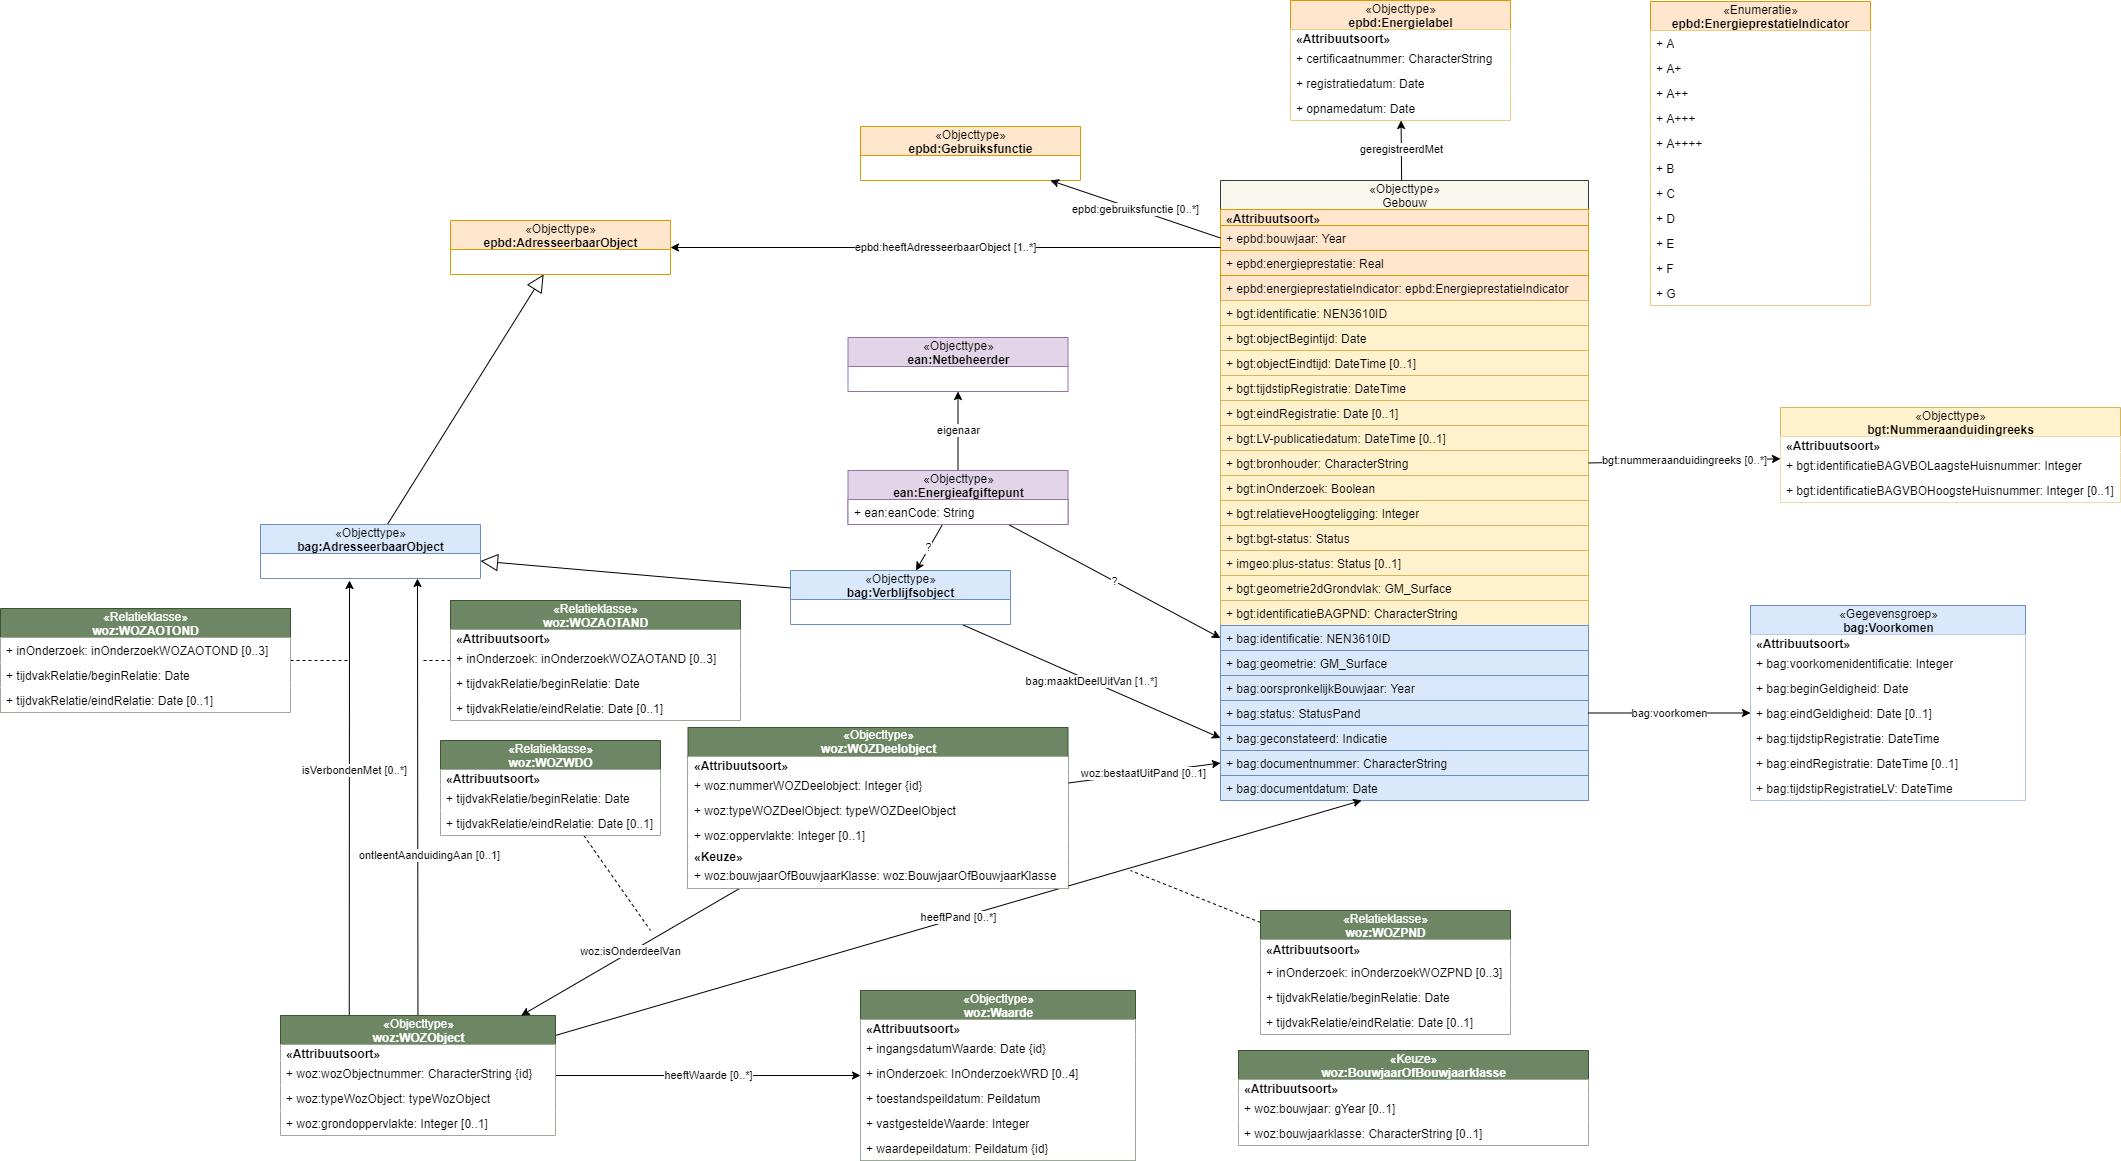 «Objecttype»
epbd:Energielabel
«Attribuutsoort»
+ certificaatnummer: CharacterString
+ registratiedatum: Date
+ opnamedatum: Date
«Enumeratie»
epbd:EnergieprestatieIndicator
+ A
+ A+
+ A++
+ A+++
+ A++++
+ B
+ C
+ D
+ E
+ F
+ G
geregistreerdMet
«Objecttype»
epbd:Gebruiksfunctie
epbd:gebruiksfunctie [0..*]
«Objecttype»
epbd:AdresseerbaarObject
epbd:heeftAdresseerbaarObject [1..*]
«Objecttype»
Gebouw
«Attribuutsoort»
+ epbd:bouwjaar: Year
+ epbd:energieprestatie: Real
+ epbd:energieprestatieIndicator: epbd:EnergieprestatieIndicator
+ bgt:identificatie: NEN3610ID
+ bgt:objectBegintijd: Date
+ bgt:objectEindtijd: DateTime [0..1]
+ bgt:tijdstipRegistratie: DateTime
+ bgt:eindRegistratie: Date [0..1]
+ bgt:LV-publicatiedatum: DateTime [0..1]
+ bgt:bronhouder: CharacterString
+ bgt:inOnderzoek: Boolean
+ bgt:relatieveHoogteligging: Integer
+ bgt:bgt-status: Status
+ imgeo:plus-status: Status [0..1]
+ bgt:geometrie2dGrondvlak: GM_Surface
+ bgt:identificatieBAGPND: CharacterString
+ bag:identificatie: NEN3610ID
+ bag:geometrie: GM_Surface
+ bag:oorspronkelijkBouwjaar: Year
+ bag:status: StatusPand
+ bag:geconstateerd: Indicatie
+ bag:documentnummer: CharacterString
+ bag:documentdatum: Date
«Objecttype»
ean:Netbeheerder
eigenaar
«Objecttype»
ean:Energieafgiftepunt
+ ean:eanCode: String
?
?
bgt:nummeraanduidingreeks [0..*]
«Objecttype»
bgt:Nummeraanduidingreeks
«Attribuutsoort»
+ bgt:identificatieBAGVBOLaagsteHuisnummer: Integer
+ bgt:identificatieBAGVBOHoogsteHuisnummer: Integer [0..1]
«Objecttype»
bag:AdresseerbaarObject
«Objecttype»
bag:Verblijfsobject
bag:maaktDeelUitVan [1..*]
bag:voorkomen
«Gegevensgroep»
bag:Voorkomen
«Attribuutsoort»
+ bag:voorkomenidentificatie: Integer
+ bag:beginGeldigheid: Date
+ bag:eindGeldigheid: Date [0..1]
+ bag:tijdstipRegistratie: DateTime
+ bag:eindRegistratie: DateTime [0..1]
+ bag:tijdstipRegistratieLV: DateTime
«Relatieklasse»
woz:WOZAOTOND
+ inOnderzoek: inOnderzoekWOZAOTOND [0..3]
+ tijdvakRelatie/beginRelatie: Date
+ tijdvakRelatie/eindRelatie: Date [0..1]
«Relatieklasse»
woz:WOZAOTAND
«Attribuutsoort»
+ inOnderzoek: inOnderzoekWOZAOTAND [0..3]
+ tijdvakRelatie/beginRelatie: Date
+ tijdvakRelatie/eindRelatie: Date [0..1]
isVerbondenMet [0..*]
ontleentAanduidingAan [0..1]
«Relatieklasse»
woz:WOZWDO
«Attribuutsoort»
+ tijdvakRelatie/beginRelatie: Date
+ tijdvakRelatie/eindRelatie: Date [0..1]
«Objecttype»
woz:WOZDeelobject
«Attribuutsoort»
+ woz:nummerWOZDeelobject: Integer {id}
+ woz:typeWOZDeelObject: typeWOZDeelObject
+ woz:oppervlakte: Integer [0..1]
«Keuze»
+ woz:bouwjaarOfBouwjaarKlasse: woz:BouwjaarOfBouwjaarKlasse
woz:bestaatUitPand [0..1]
woz:isOnderdeelVan
heeftPand [0..*]
«Relatieklasse»
woz:WOZPND
«Attribuutsoort»
+ inOnderzoek: inOnderzoekWOZPND [0..3]
+ tijdvakRelatie/beginRelatie: Date
+ tijdvakRelatie/eindRelatie: Date [0..1]
«Objecttype»
woz:WOZObject
«Attribuutsoort»
+ woz:wozObjectnummer: CharacterString {id}
+ woz:typeWozObject: typeWozObject
+ woz:grondoppervlakte: Integer [0..1]
heeftWaarde [0..*]
«Objecttype»
woz:Waarde
«Attribuutsoort»
+ ingangsdatumWaarde: Date {id}
+ inOnderzoek: InOnderzoekWRD [0..4]
+ toestandspeildatum: Peildatum
+ vastgesteldeWaarde: Integer
+ waardepeildatum: Peildatum {id}
«Keuze»
woz:BouwjaarOfBouwjaarklasse
«Attribuutsoort»
+ woz:bouwjaar: gYear [0..1]
+ woz:bouwjaarklasse: CharacterString [0..1]